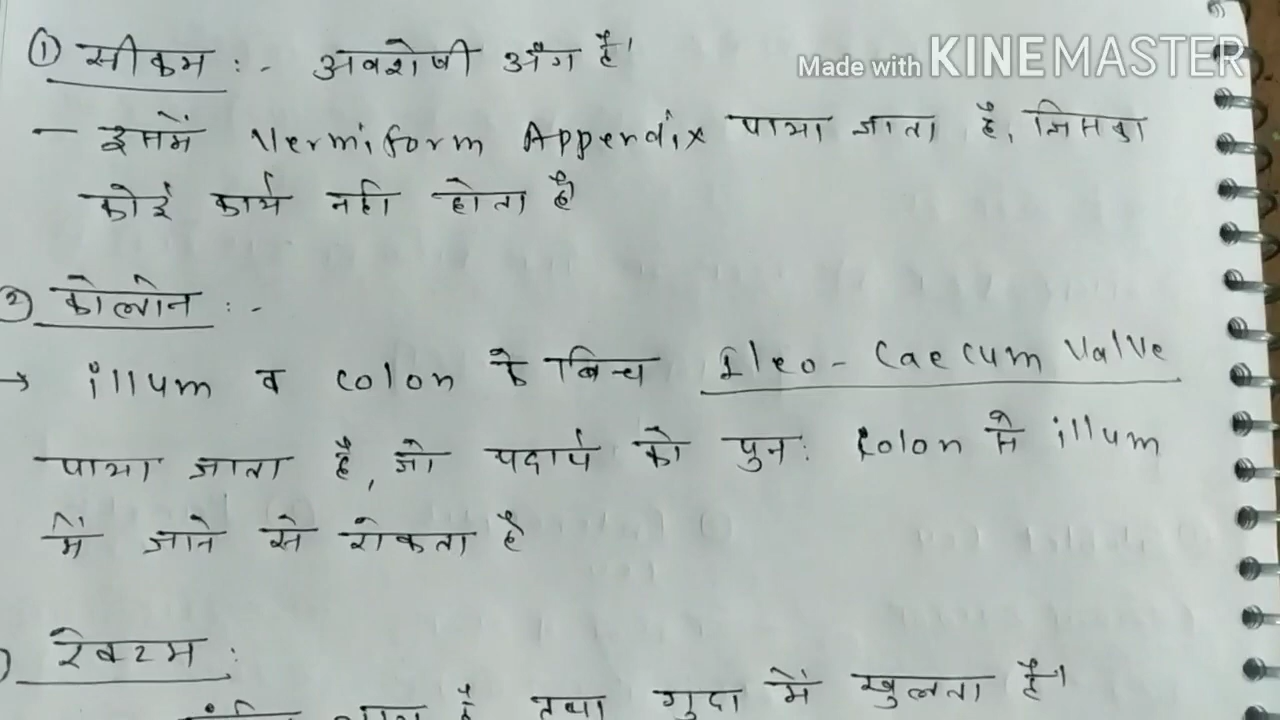 ① सीकम :- अवशेषी अंग है।
Made with KINEMASTER
- इसमें Vermiform Appendix पाया जाता है, जिसका
कोई कार्य नही होता है
② कोलोन :-
→ illum व colon के बिच Ileo - Caecum Valve
पाया जाता है, जो पदार्थ को पुनः Colon से illum
में जाने से रोकता है
रेक्टम :
है तथा गुदा में खुलता है।